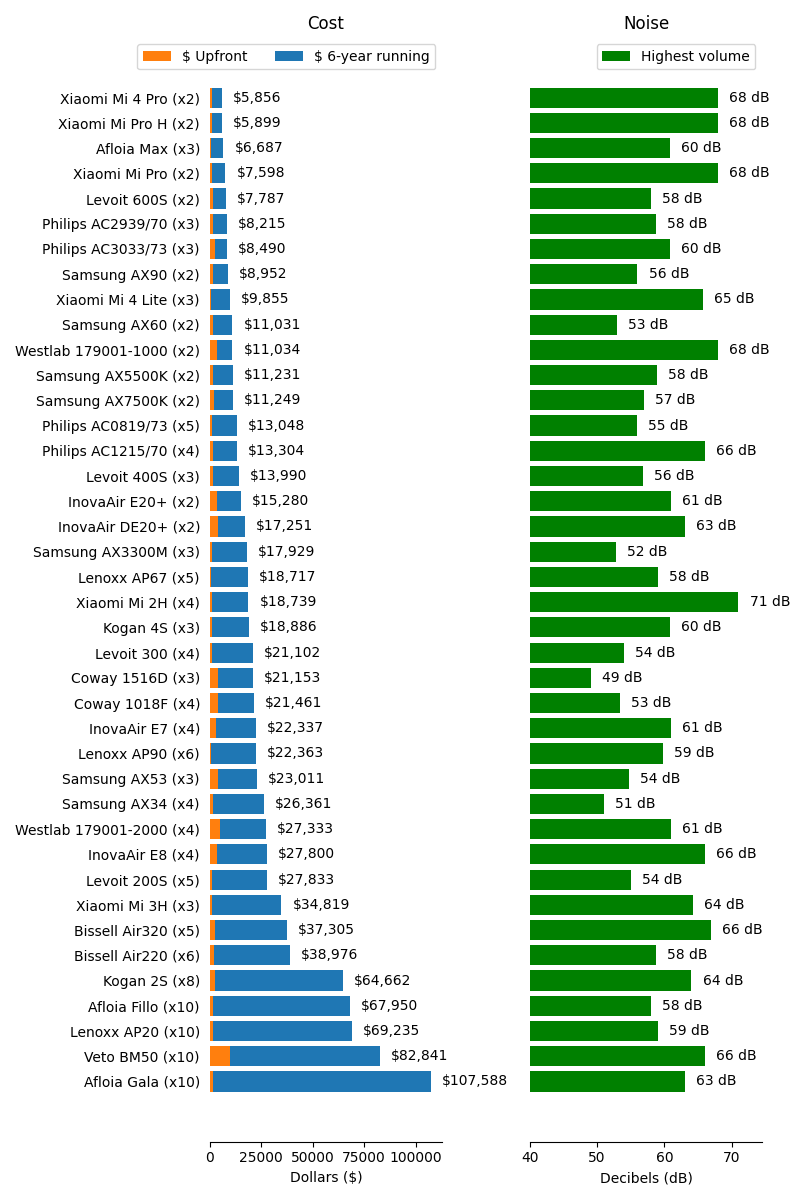 Cost Noise
$ Upfront $ 6-year running Highest volume
Xiaomi Mi 4 Pro (x2) $5,856 68 dB
Xiaomi Mi Pro H (x2) $5,899 68 dB
Afloia Max (x3) $6,687 60 dB
Xiaomi Mi Pro (x2) $7,598 68 dB
Levoit 600S (x2) $7,787 58 dB
Philips AC2939/70 (x3) $8,215 58 dB
Philips AC3033/73 (x3) $8,490 60 dB
Samsung AX90 (x2) $8,952 56 dB
Xiaomi Mi 4 Lite (x3) $9,855 65 dB
Samsung AX60 (x2) $11,031 53 dB
Westlab 179001-1000 (x2) $11,034 68 dB
Samsung AX5500K (x2) $11,231 58 dB
Samsung AX7500K (x2) $11,249 57 dB
Philips AC0819/73 (x5) $13,048 55 dB
Philips AC1215/70 (x4) $13,304 66 dB
Levoit 400S (x3) $13,990 56 dB
InovaAir E20+ (x2) $15,280 61 dB
InovaAir DE20+ (x2) $17,251 63 dB
Samsung AX3300M (x3) $17,929 52 dB
Lenoxx AP67 (x5) $18,717 58 dB
Xiaomi Mi 2H (x4) $18,739 71 dB
Kogan 4S (x3) $18,886 60 dB
Levoit 300 (x4) $21,102 54 dB
Coway 1516D (x3) $21,153 49 dB
Coway 1018F (x4) $21,461 53 dB
InovaAir E7 (x4) $22,337 61 dB
Lenoxx AP90 (x6) $22,363 59 dB
Samsung AX53 (x3) $23,011 54 dB
Samsung AX34 (x4) $26,361 51 dB
Westlab 179001-2000 (x4) $27,333 61 dB
InovaAir E8 (x4) $27,800 66 dB
Levoit 200S (x5) $27,833 54 dB
Xiaomi Mi 3H (x3) $34,819 64 dB
Bissell Air320 (x5) $37,305 66 dB
Bissell Air220 (x6) $38,976 58 dB
Kogan 2S (x8) $64,662 64 dB
Afloia Fillo (x10) $67,950 58 dB
Lenoxx AP20 (x10) $69,235 59 dB
Veto BM50 (x10) $82,841 66 dB
Afloia Gala (x10) $107,588 63 dB
0 25000 50000 75000 100000 40 50 60 70
Dollars ($) Decibels (dB)